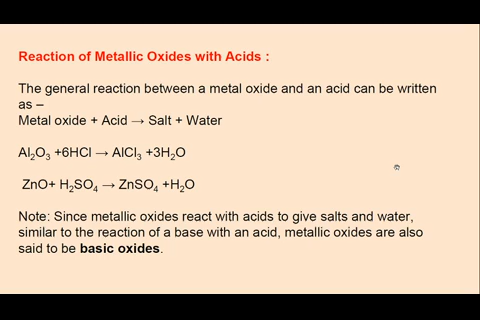 Reaction of Metallic Oxides with Acids :
The general reaction between a metal oxide and an acid can be written
as –
Metal oxide + Acid → Salt + Water
Al₂O₃ +6HCl → AlCl₃ +3H₂O
ZnO+ H₂SO₄ → ZnSO₄ +H₂O
Note: Since metallic oxides react with acids to give salts and water,
similar to the reaction of a base with an acid, metallic oxides are also
said to be basic oxides.